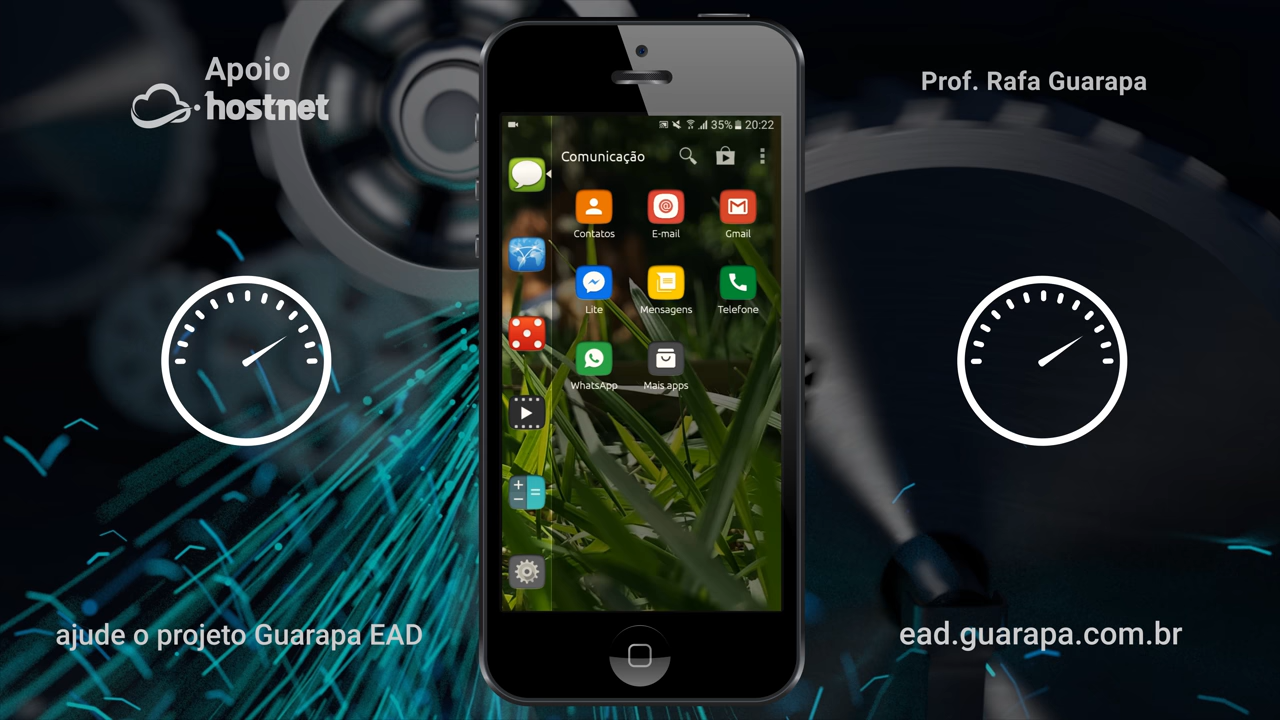 Apoio
hostnet
Prof. Rafa Guarapa
35% 20:22
Comunicação
Contatos
E-mail
Gmail
Lite
Mensagens
Telefone
WhatsApp
Mais apps
ajude o projeto Guarapa EAD
ead.guarapa.com.br